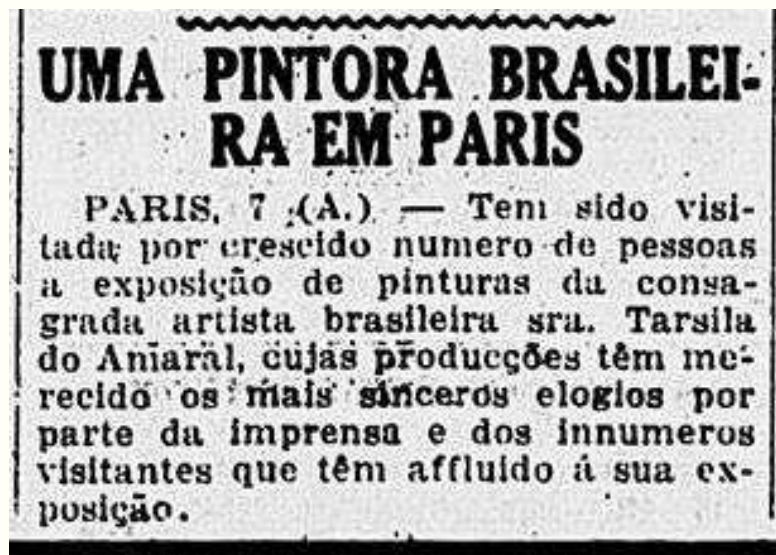 UMA PINTORA BRASILEI-
RA EM PARIS
PARIS, 7 (A.) — Tem sido visi-
tada por crescido numero de pessoas
a exposição de pinturas da consa-
grada artista brasileira sra. Tarsila
do Amaral, cujas producções têm me-
recido os mais sinceros elogios por
parte da imprensa e dos innumeros
visitantes que têm affluido á sua ex-
posição.